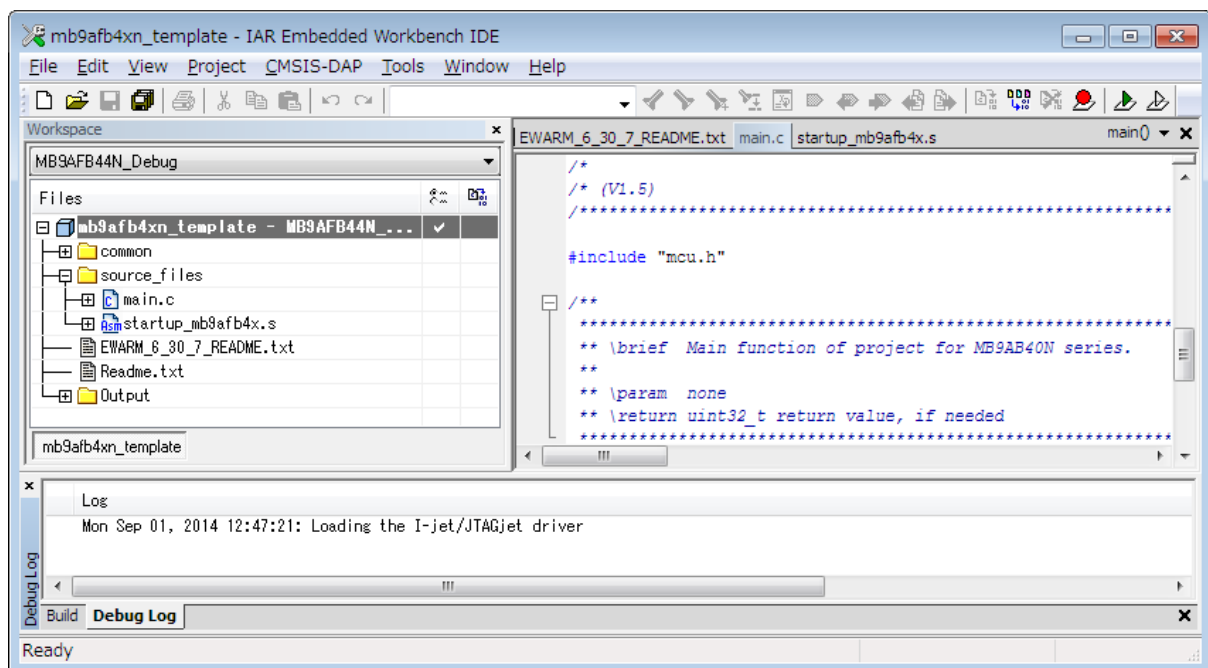 mb9afb4xn_template - IAR Embedded Workbench IDE
File Edit View Project CMSIS-DAP Tools Window Help
Workspace
MB9AFB44N_Debug
Files
mb9afb4xn_template - MB9AFB44N_...
common
source_files
main.c
startup_mb9afb4x.s
EWARM_6_30_7_README.txt
Readme.txt
Output
mb9afb4xn_template
EWARM_6_30_7_README.txt main.c startup_mb9afb4x.s main()
/*
/* (V1.5)
/************************************************************
#include "mcu.h"
/**
************************************************************
** \brief Main function of project for MB9AB40N series.
**
** \param none
** \return uint32_t return value, if needed
************************************************************
Log
Mon Sep 01, 2014 12:47:21: Loading the I-jet/JTAGjet driver
Debug Log
Build Debug Log
Ready